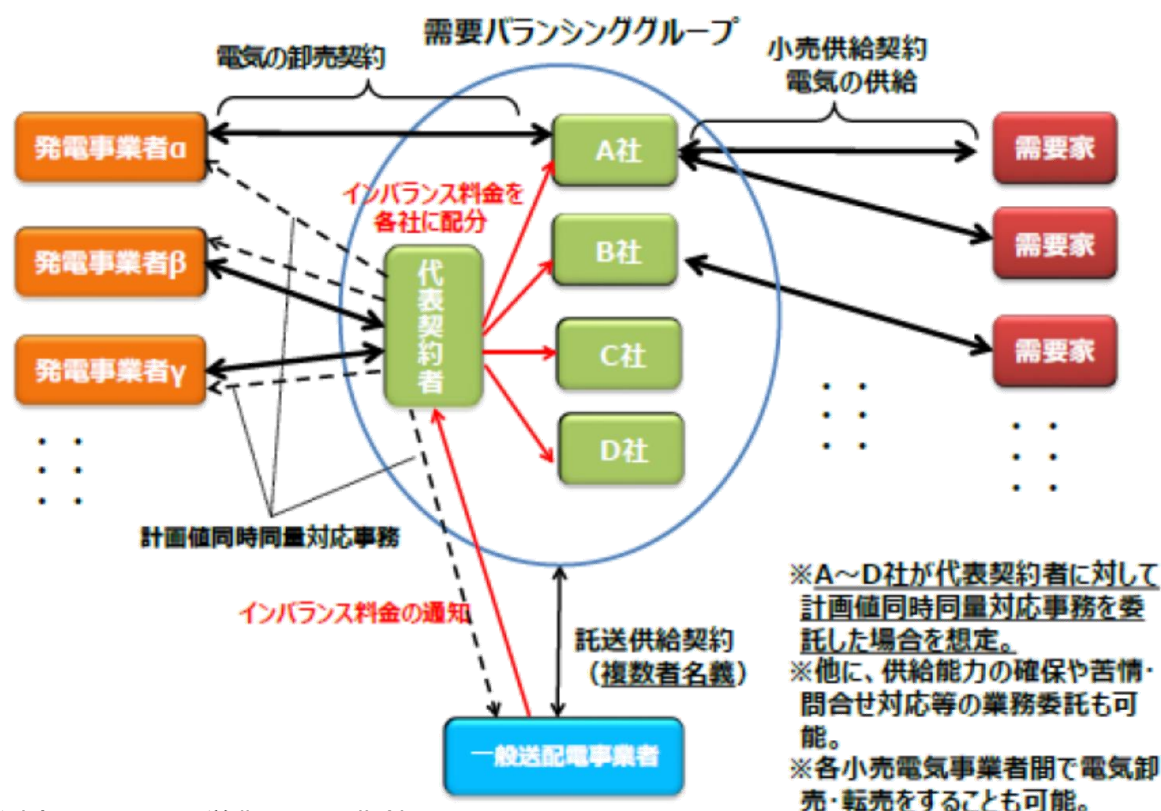 需要バランシンググループ
電気の卸売契約
小売供給契約
電気の供給
発電事業者α
A社
需要家
インバランス料金を
各社に配分
発電事業者β
代表契約者
B社
需要家
発電事業者γ
C社
需要家
D社
計画値同時同量対応事務
インバランス料金の通知
託送供給契約
(複数者名義)
一般送配電事業者
※A~D社が代表契約者に対して
計画値同時同量対応事務を委
託した場合を想定。
※他に、供給能力の確保や苦情・
問合せ対応等の業務委託も可
能。
※各小売電気事業者間で電気卸
売・転売をすることも可能。